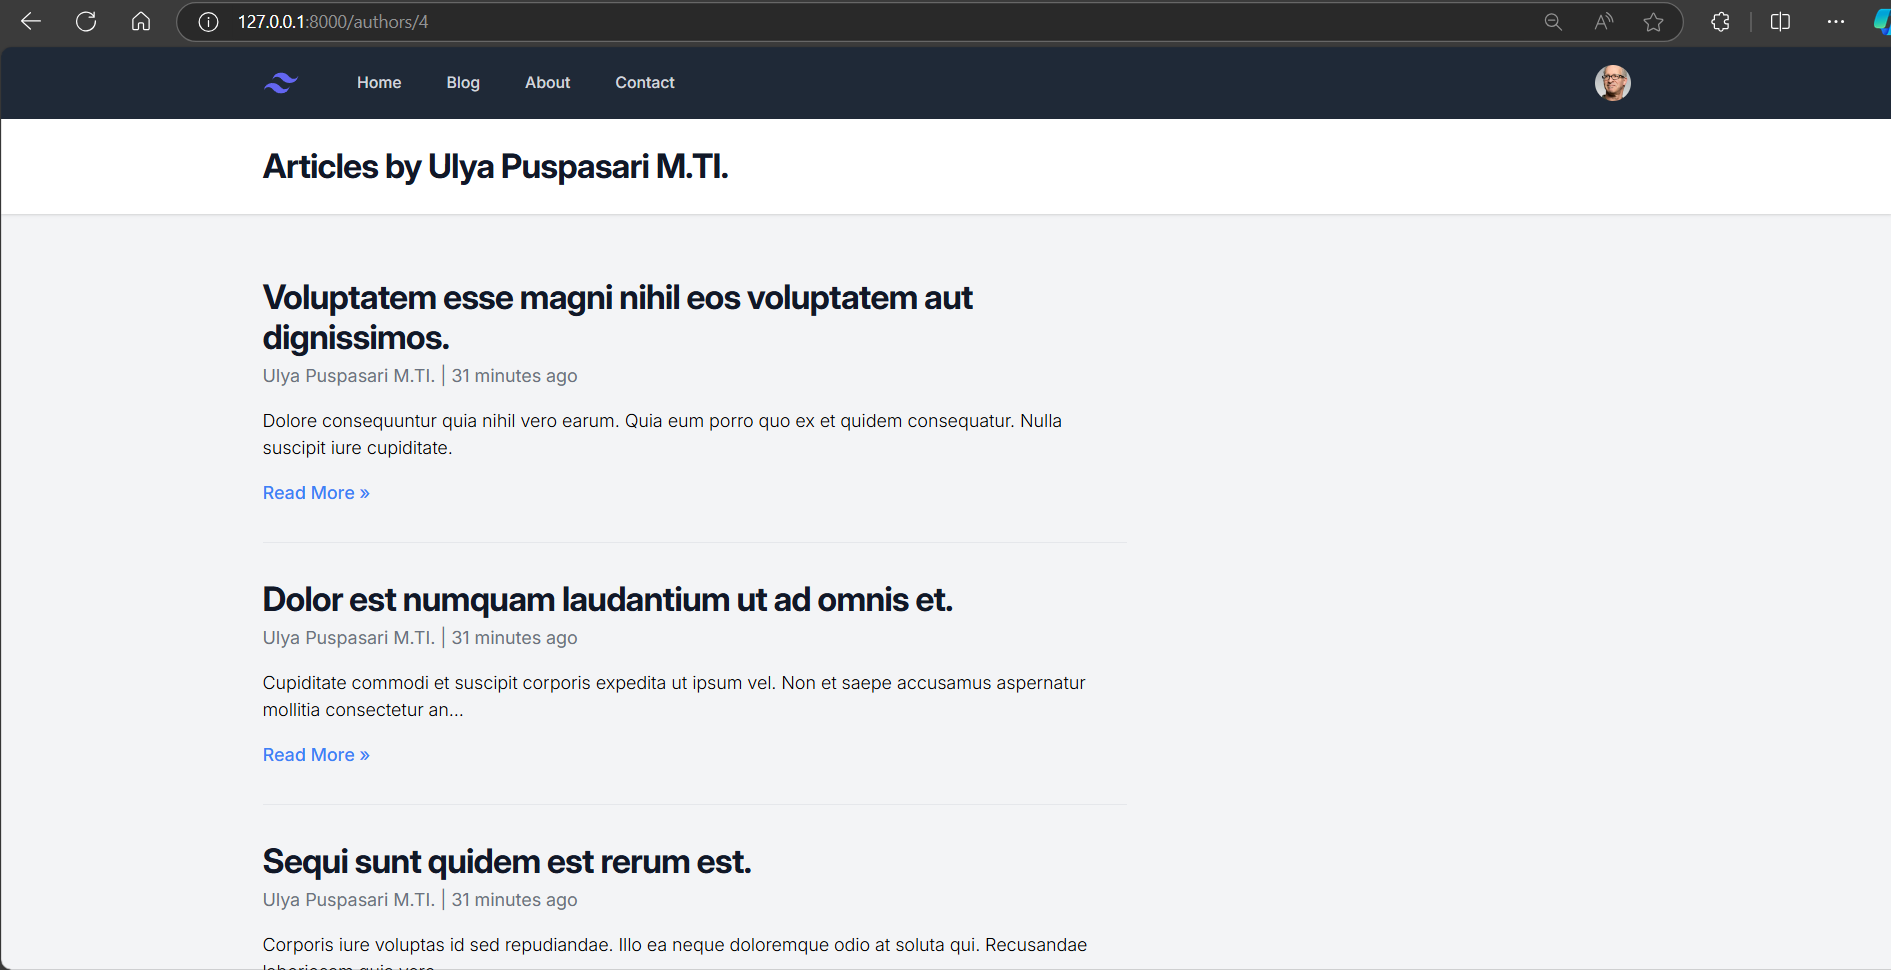 127.0.0.1:8000/authors/4
Home Blog About Contact
Articles by Ulya Puspasari M.TI.
Voluptatem esse magni nihil eos voluptatem aut
dignissimos.
Ulya Puspasari M.TI. | 31 minutes ago
Dolore consequuntur quia nihil vero earum. Quia eum porro quo ex et quidem consequatur. Nulla
suscipit iure cupiditate.
Read More »
Dolor est numquam laudantium ut ad omnis et.
Ulya Puspasari M.TI. | 31 minutes ago
Cupiditate commodi et suscipit corporis expedita ut ipsum vel. Non et saepe accusamus aspernatur
mollitia consectetur an...
Read More »
Sequi sunt quidem est rerum est.
Ulya Puspasari M.TI. | 31 minutes ago
Corporis iure voluptas id sed repudiandae. Illo ea neque doloremque odio at soluta qui. Recusandae